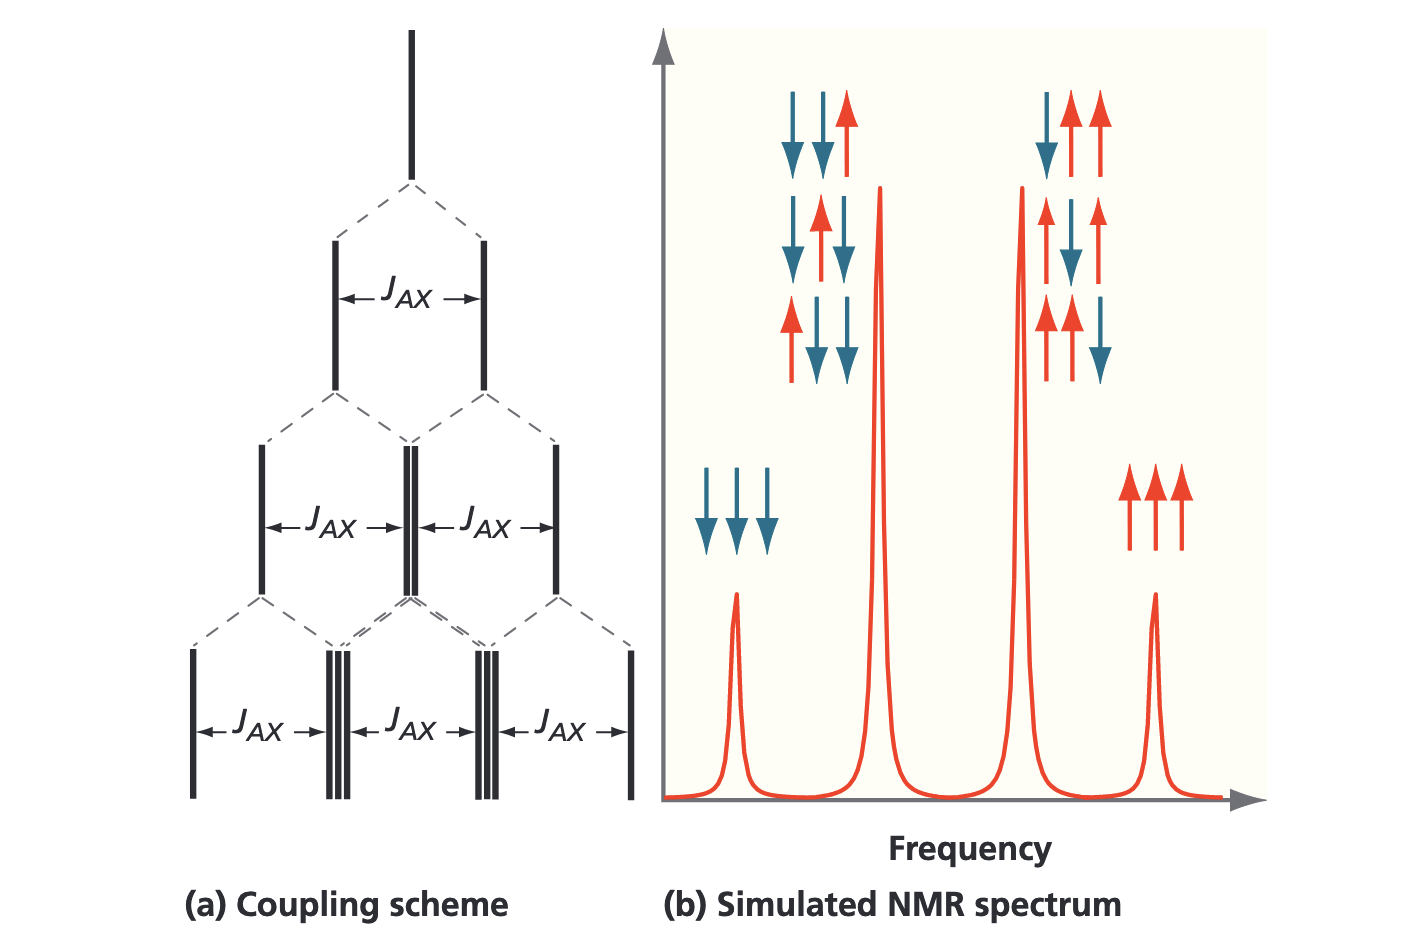 JAX
JAX JAX
JAX JAX JAX
Frequency
(a) Coupling scheme
(b) Simulated NMR spectrum